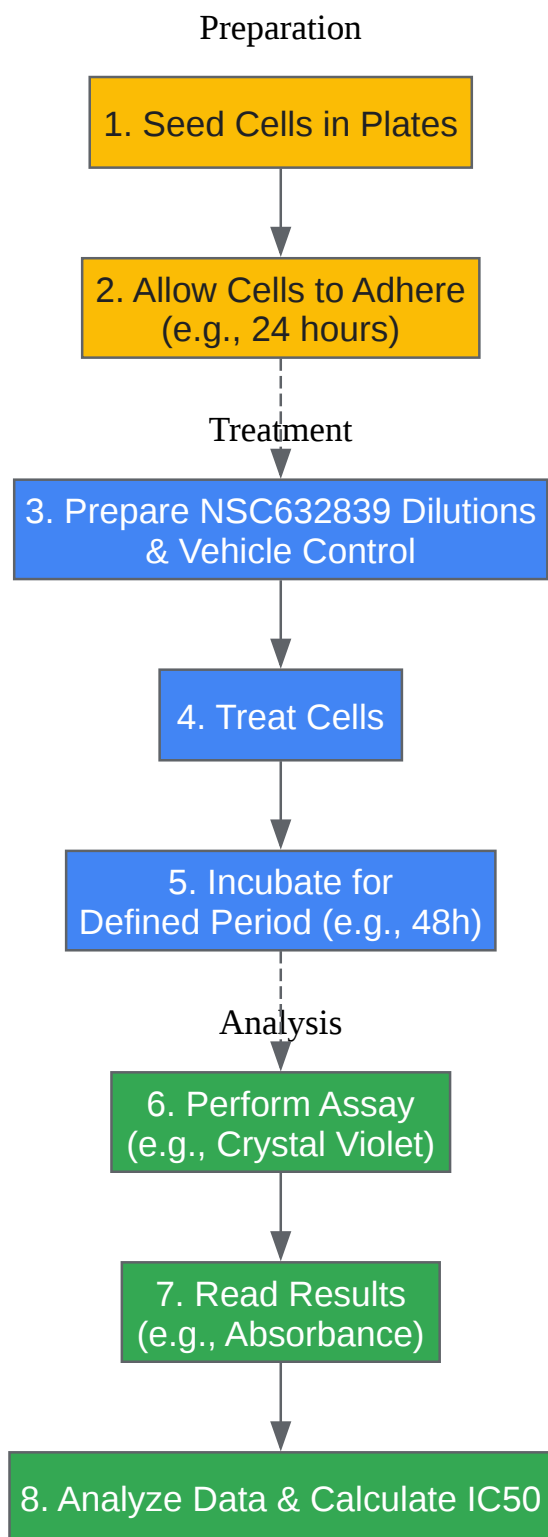 Preparation
1. Seed Cells in Plates
2. Allow Cells to Adhere
(e.g., 24 hours)
Treatment
3. Prepare NSC632839 Dilutions
& Vehicle Control
4. Treat Cells
5. Incubate for
Defined Period (e.g., 48h)
Analysis
6. Perform Assay
(e.g., Crystal Violet)
7. Read Results
(e.g., Absorbance)
8. Analyze Data & Calculate IC50